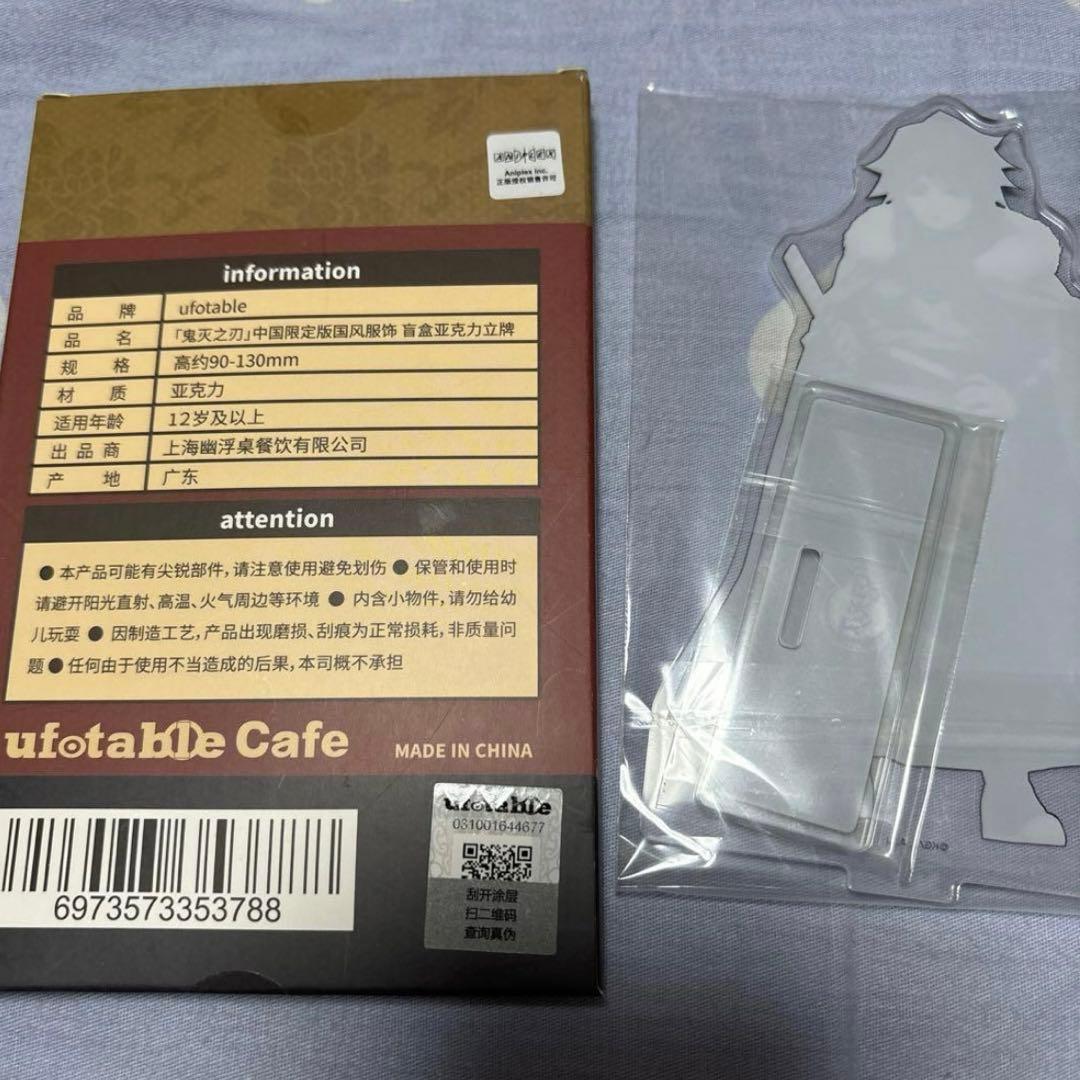 ANIPLEX
Aniplex Inc.
正版授权销售许可
information
品牌 ufotable
品名 「鬼灭之刃」中国限定版国风服饰 盲盒亚克力立牌
规格 高约90-130mm
材质 亚克力
适用年龄 12岁及以上
出品商 上海幽浮桌餐饮有限公司
产地 广东
attention
● 本产品可能有尖锐部件,请注意使用避免划伤 ● 保管和使用时
请避开阳光直射、高温、火气周边等环境 ● 内含小物件,请勿给幼
儿玩耍 ● 因制造工艺,产品出现磨损、刮痕为正常损耗,非质量问
题 ● 任何由于使用不当造成的后果,本司概不承担
ufotable Cafe
MADE IN CHINA
6973573353788
ufotable
031001644677
刮开涂层
扫二维码
查询真伪